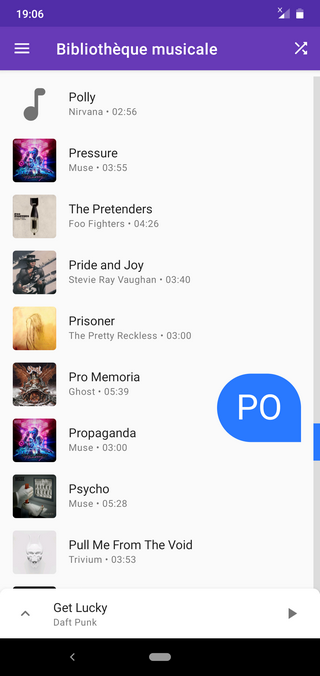 19:06
Bibliothèque musicale
Polly
Nirvana • 02:56
Pressure
Muse • 03:55
The Pretenders
Foo Fighters • 04:26
Pride and Joy
Stevie Ray Vaughan • 03:40
Prisoner
The Pretty Reckless • 03:00
Pro Memoria
Ghost • 05:39
PO
Propaganda
Muse • 03:00
Psycho
Muse • 05:28
Pull Me From The Void
Trivium • 03:53
Get Lucky
Daft Punk